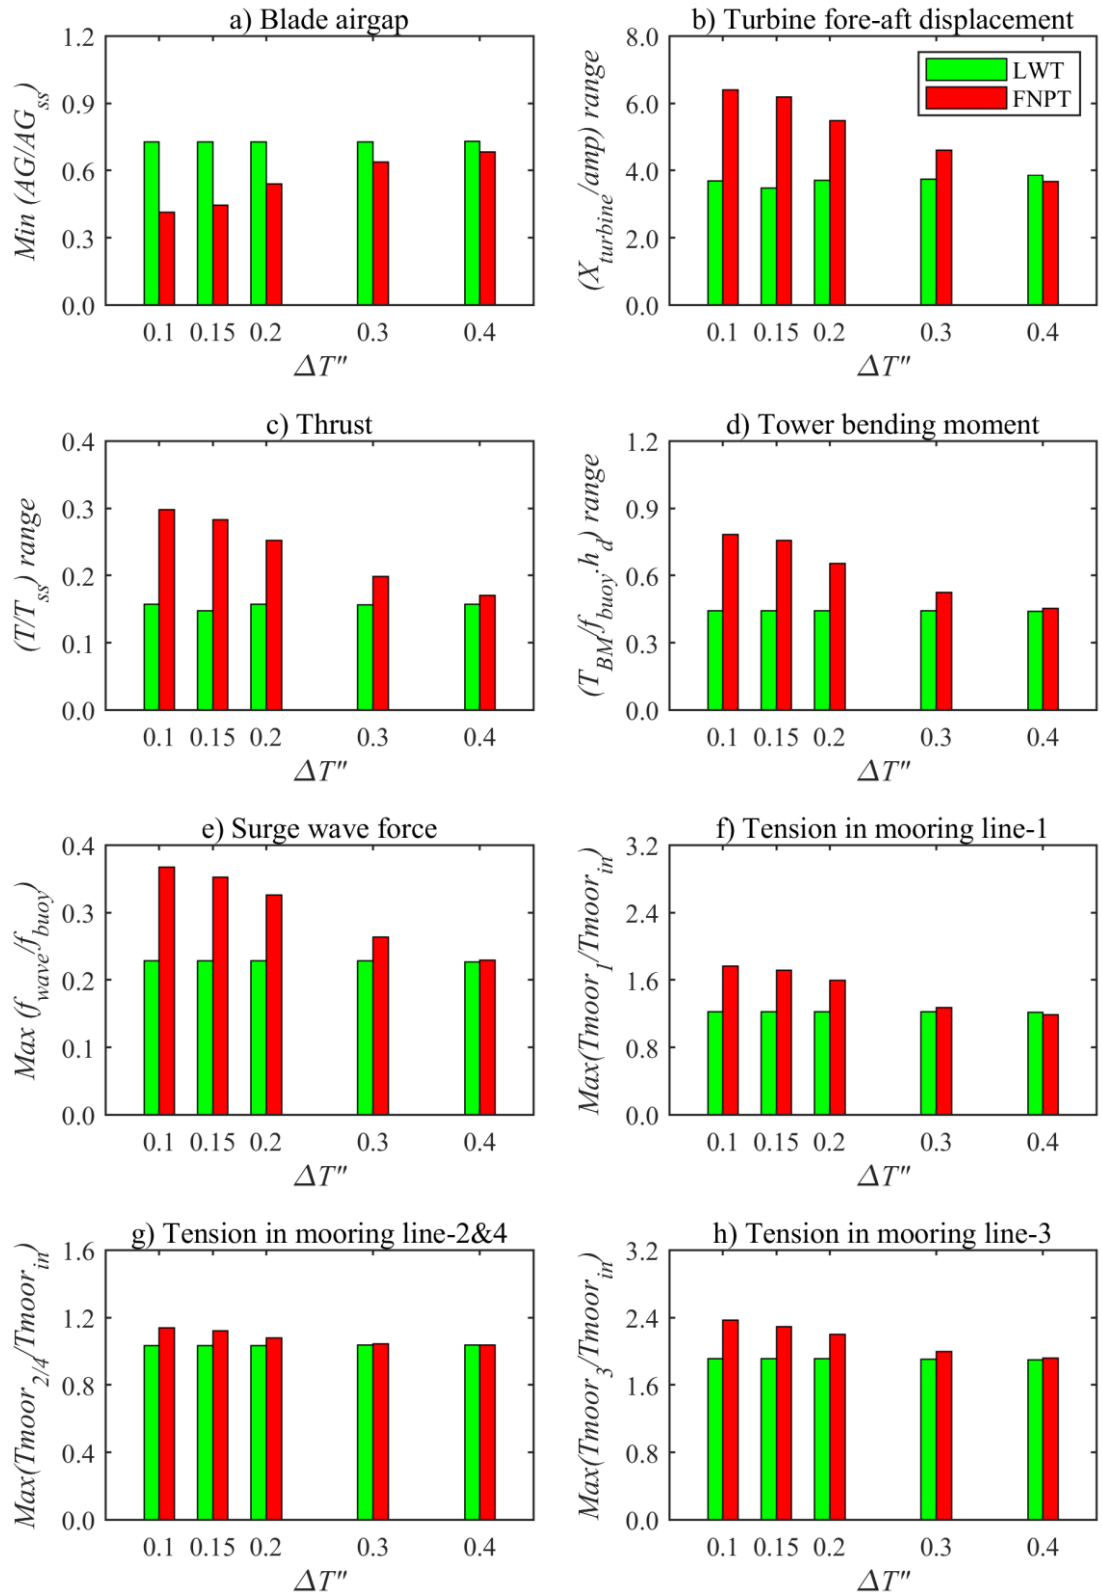 a) Blade airgap
Min (AG/AG_ss)
1.2
0.9
0.6
0.3
0.0
0.1 0.15 0.2 0.3 0.4
ΔT″
b) Turbine fore-aft displacement
(X_turbine/amp) range
8.0
6.0
4.0
2.0
0.0
LWT
FNPT
0.1 0.15 0.2 0.3 0.4
ΔT″
c) Thrust
(T/T_ss) range
0.4
0.3
0.2
0.1
0.0
0.1 0.15 0.2 0.3 0.4
ΔT″
d) Tower bending moment
(T_BM/f_buoy.h_d) range
1.2
0.9
0.6
0.3
0.0
0.1 0.15 0.2 0.3 0.4
ΔT″
e) Surge wave force
Max (f_wave/f_buoy)
0.4
0.3
0.2
0.1
0.0
0.1 0.15 0.2 0.3 0.4
ΔT″
f) Tension in mooring line-1
Max(Tmoor_1/Tmoor_in)
3.2
2.4
1.6
0.8
0.0
0.1 0.15 0.2 0.3 0.4
ΔT″
g) Tension in mooring line-2&4
Max(Tmoor_2/4/Tmoor_in)
1.6
1.2
0.8
0.4
0.0
0.1 0.15 0.2 0.3 0.4
ΔT″
h) Tension in mooring line-3
Max(Tmoor_3/Tmoor_in)
3.2
2.4
1.6
0.8
0.0
0.1 0.15 0.2 0.3 0.4
ΔT″